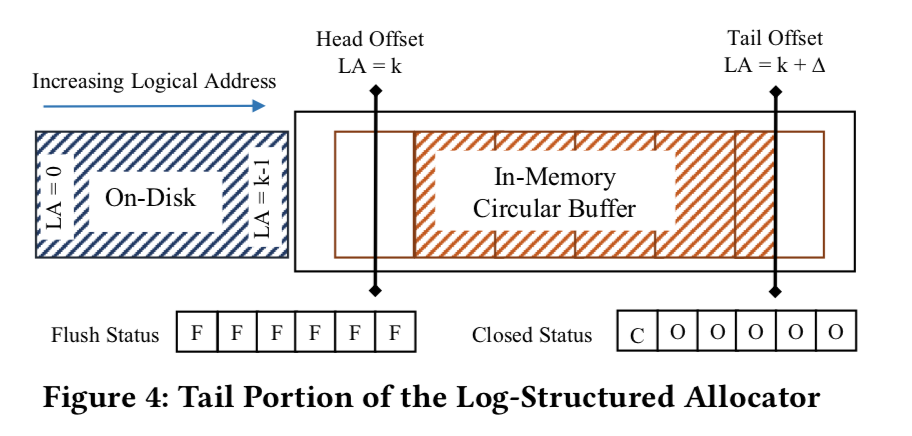 Head Offset
LA = k
Tail Offset
LA = k + Δ
Increasing Logical Address
LA = 0
On-Disk
LA = k-1
In-Memory
Circular Buffer
Flush Status F F F F F F
Closed Status C O O O O O
Figure 4: Tail Portion of the Log-Structured Allocator